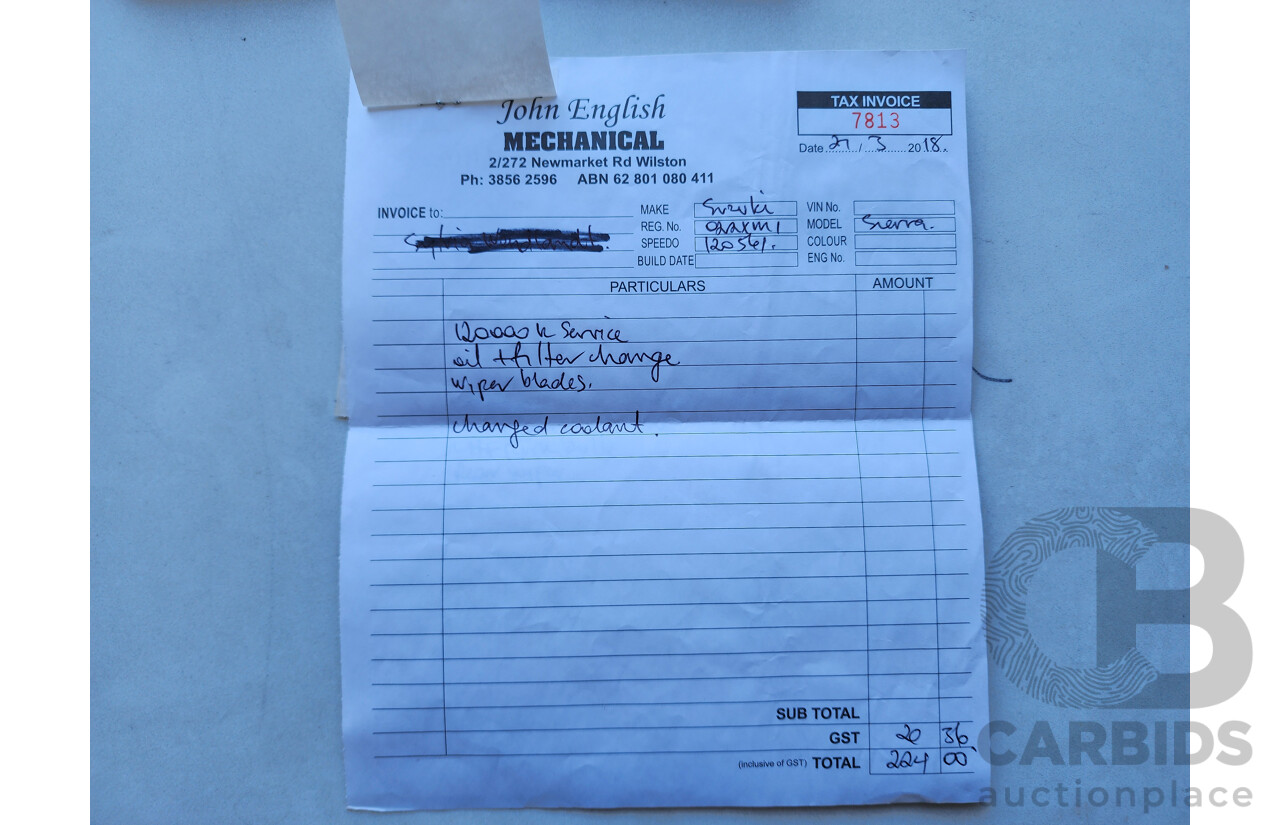 John English
MECHANICAL
2/272 Newmarket Rd Wilston
Ph: 3856 2596 ABN 62 801 080 411
TAX INVOICE
7813
Date 27/3 2018
INVOICE to:
MAKE Suzuki
REG. No.
SPEEDO 120561.
BUILD DATE
VIN No.
MODEL Sierra.
COLOUR
ENG No.
PARTICULARS AMOUNT
120000 k Service
oil + filter change
wiper blades.
changed coolant.
SUB TOTAL
GST 20 36
(inclusive of GST) TOTAL 224 00
CARBIDS
auctionplace